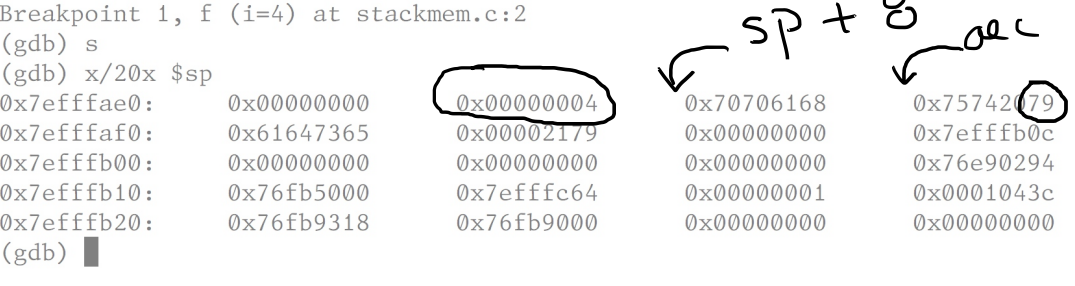 Breakpoint 1, f (i=4) at stackmem.c:2
sp + 8
(gdb) s
(gdb) x/20x $sp
0x7efffae0: 0x00000000 0x00000004 0x70706168 0x75742079
0x7efffaf0: 0x61647365 0x00002179 0x00000000 0x7efffb0c
0x7efffb00: 0x00000000 0x00000000 0x00000000 0x76e90294
0x7efffb10: 0x76fb5000 0x7efffc64 0x00000001 0x0001043c
0x7efffb20: 0x76fb9318 0x76fb9000 0x00000000 0x00000000
(gdb)